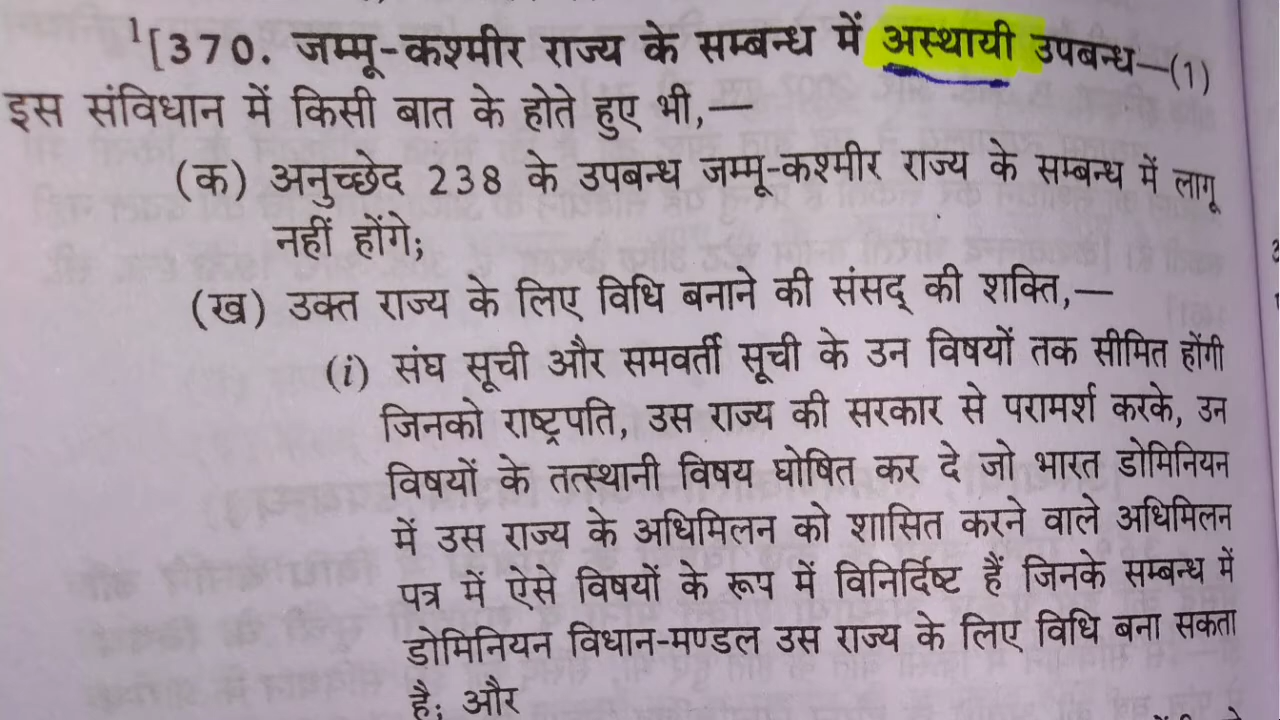 ¹[370. जम्मू-कश्मीर राज्य के सम्बन्ध में अस्थायी उपबन्ध—(1)
इस संविधान में किसी बात के होते हुए भी,—
(क) अनुच्छेद 238 के उपबन्ध जम्मू-कश्मीर राज्य के सम्बन्ध में लागू
नहीं होंगे;
(ख) उक्त राज्य के लिए विधि बनाने की संसद् की शक्ति,—
(i) संघ सूची और समवर्ती सूची के उन विषयों तक सीमित होंगी
जिनको राष्ट्रपति, उस राज्य की सरकार से परामर्श करके, उन
विषयों के तत्स्थानी विषय घोषित कर दे जो भारत डोमिनियन
में उस राज्य के अधिमिलन को शासित करने वाले अधिमिलन
पत्र में ऐसे विषयों के रूप में विनिर्दिष्ट हैं जिनके सम्बन्ध में
डोमिनियन विधान-मण्डल उस राज्य के लिए विधि बना सकता
है; और